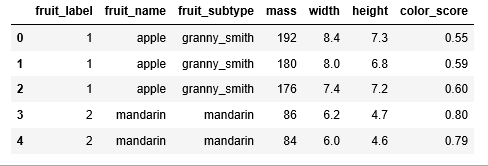 fruit_label fruit_name fruit_subtype mass width height color_score
0 1 apple granny_smith 192 8.4 7.3 0.55
1 1 apple granny_smith 180 8.0 6.8 0.59
2 1 apple granny_smith 176 7.4 7.2 0.60
3 2 mandarin mandarin 86 6.2 4.7 0.80
4 2 mandarin mandarin 84 6.0 4.6 0.79